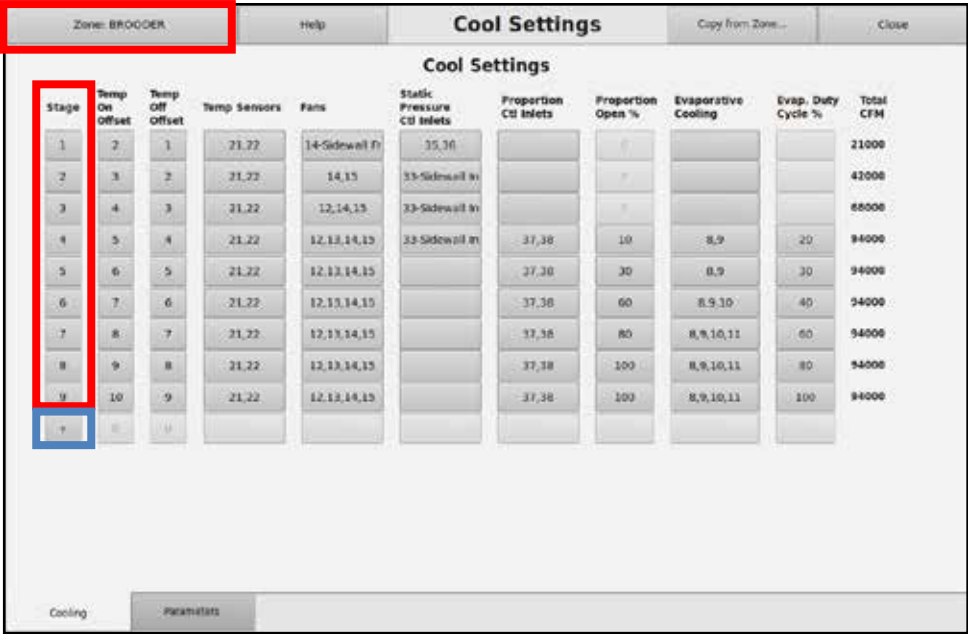 Zone: BROODER Help Cool Settings Copy from Zone... Close
Cool Settings
Stage Temp On Offset Temp Off Offset Temp Sensors Fans Static Pressure Ctl Inlets Proportion Ctl Inlets Proportion Open % Evaporative Cooling Evap. Duty Cycle % Total CFM
1 2 1 21,22 14-Sidewall Fr 35,36 21000
2 3 2 21,22 14,15 33-Sidewall In 42000
3 4 3 21,22 12,14,15 33-Sidewall In 68000
4 5 4 21,22 12,13,14,15 33-Sidewall In 37,38 10 8,9 20 94000
5 6 5 21,22 12,13,14,15 37,38 30 8,9 30 94000
6 7 6 21,22 12,13,14,15 37,38 60 8,9,10 40 94000
7 8 7 21,22 12,13,14,15 37,38 80 8,9,10,11 60 94000
8 9 8 21,22 12,13,14,15 37,38 100 8,9,10,11 80 94000
9 10 9 21,22 12,13,14,15 37,38 100 8,9,10,11 100 94000
Cooling Parameters